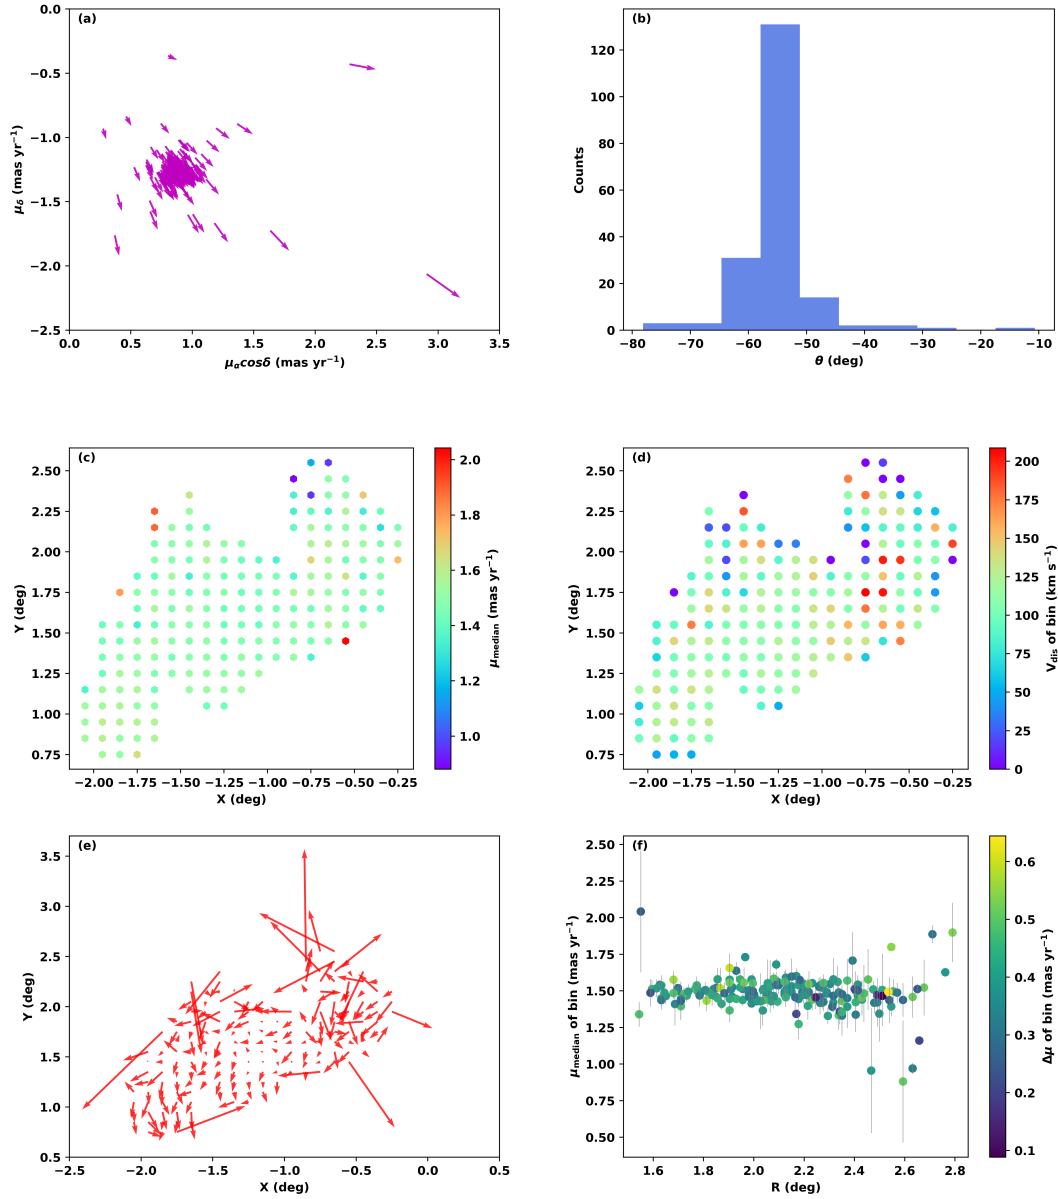 (a)
0.0
−0.5
−1.0
−1.5
−2.0
−2.5
μδ (mas yr−1)
0.0 0.5 1.0 1.5 2.0 2.5 3.0 3.5
μαcosδ (mas yr−1)
(b)
120
100
80
60
40
20
0
Counts
−80 −70 −60 −50 −40 −30 −20 −10
θ (deg)
(c)
2.50
2.25
2.00
1.75
1.50
1.25
1.00
0.75
Y (deg)
−2.00 −1.75 −1.50 −1.25 −1.00 −0.75 −0.50 −0.25
X (deg)
2.0
1.8
1.6
1.4
1.2
1.0
μmedian (mas yr−1)
(d)
2.50
2.25
2.00
1.75
1.50
1.25
1.00
0.75
Y (deg)
−2.00 −1.75 −1.50 −1.25 −1.00 −0.75 −0.50 −0.25
X (deg)
200
175
150
125
100
75
50
25
0
Vdis of bin (km s−1)
(e)
3.5
3.0
2.5
2.0
1.5
1.0
0.5
Y (deg)
−2.5 −2.0 −1.5 −1.0 −0.5 0.0 0.5
X (deg)
(f)
2.50
2.25
2.00
1.75
1.50
1.25
1.00
0.75
0.50
μmedian of bin (mas yr−1)
1.6 1.8 2.0 2.2 2.4 2.6 2.8
R (deg)
0.6
0.5
0.4
0.3
0.2
0.1
Δμ of bin (mas yr−1)